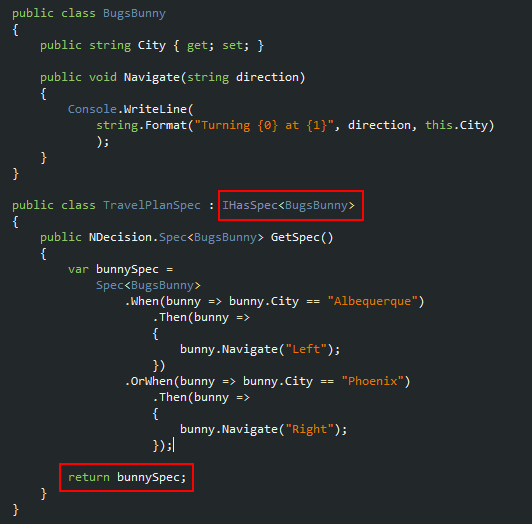 public class BugsBunny
{
    public string City { get; set; }
    public void Navigate(string direction)
    {
        Console.WriteLine(
            string.Format("Turning {0} at {1}", direction, this.City)
            );
    }
}
public class TravelPlanSpec : IHasSpec<BugsBunny>
{
    public NDecision.Spec<BugsBunny> GetSpec()
    {
        var bunnySpec =
            Spec<BugsBunny>
                .When(bunny => bunny.City == "Albequerque")
                    .Then(bunny =>
                    {
                        bunny.Navigate("Left");
                    })
                .OrWhen(bunny => bunny.City == "Phoenix")
                    .Then(bunny =>
                    {
                        bunny.Navigate("Right");
                    });
        return bunnySpec;
    }
}